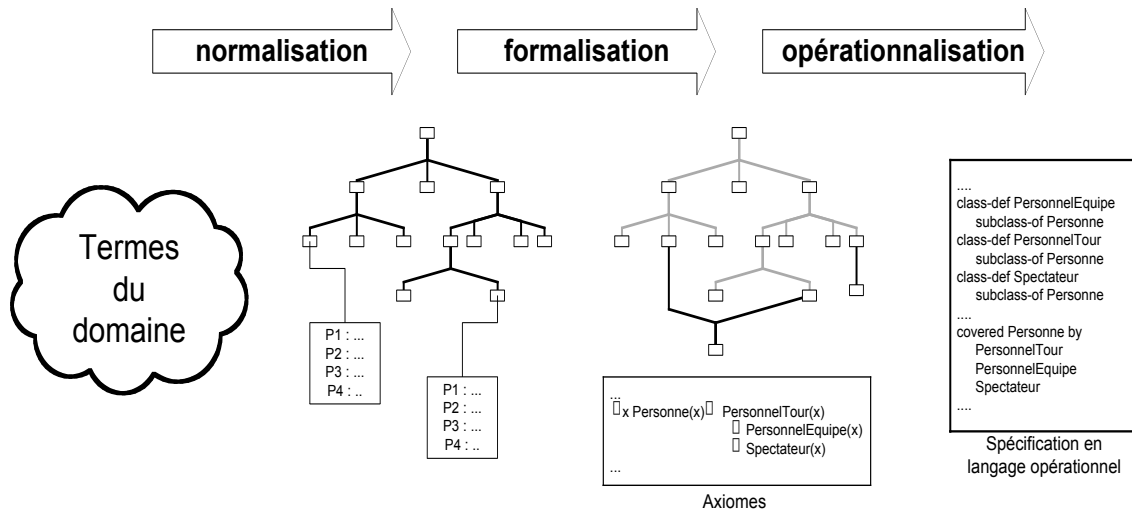 normalisation
formalisation
opérationnalisation
Termes
du
domaine
P1 : ...
P2 : ...
P3 : ...
P4 : ..
P1 : ...
P2 : ...
P3 : ...
P4 : ..
...
▯x Personne(x)▯ PersonnelTour(x)
▯ PersonnelEquipe(x)
▯ Spectateur(x)
...
Axiomes
....
class-def PersonnelEquipe
subclass-of Personne
class-def PersonnelTour
subclass-of Personne
class-def Spectateur
subclass-of Personne
....
covered Personne by
PersonnelTour
PersonnelEquipe
Spectateur
....
Spécification en
langage opérationnel